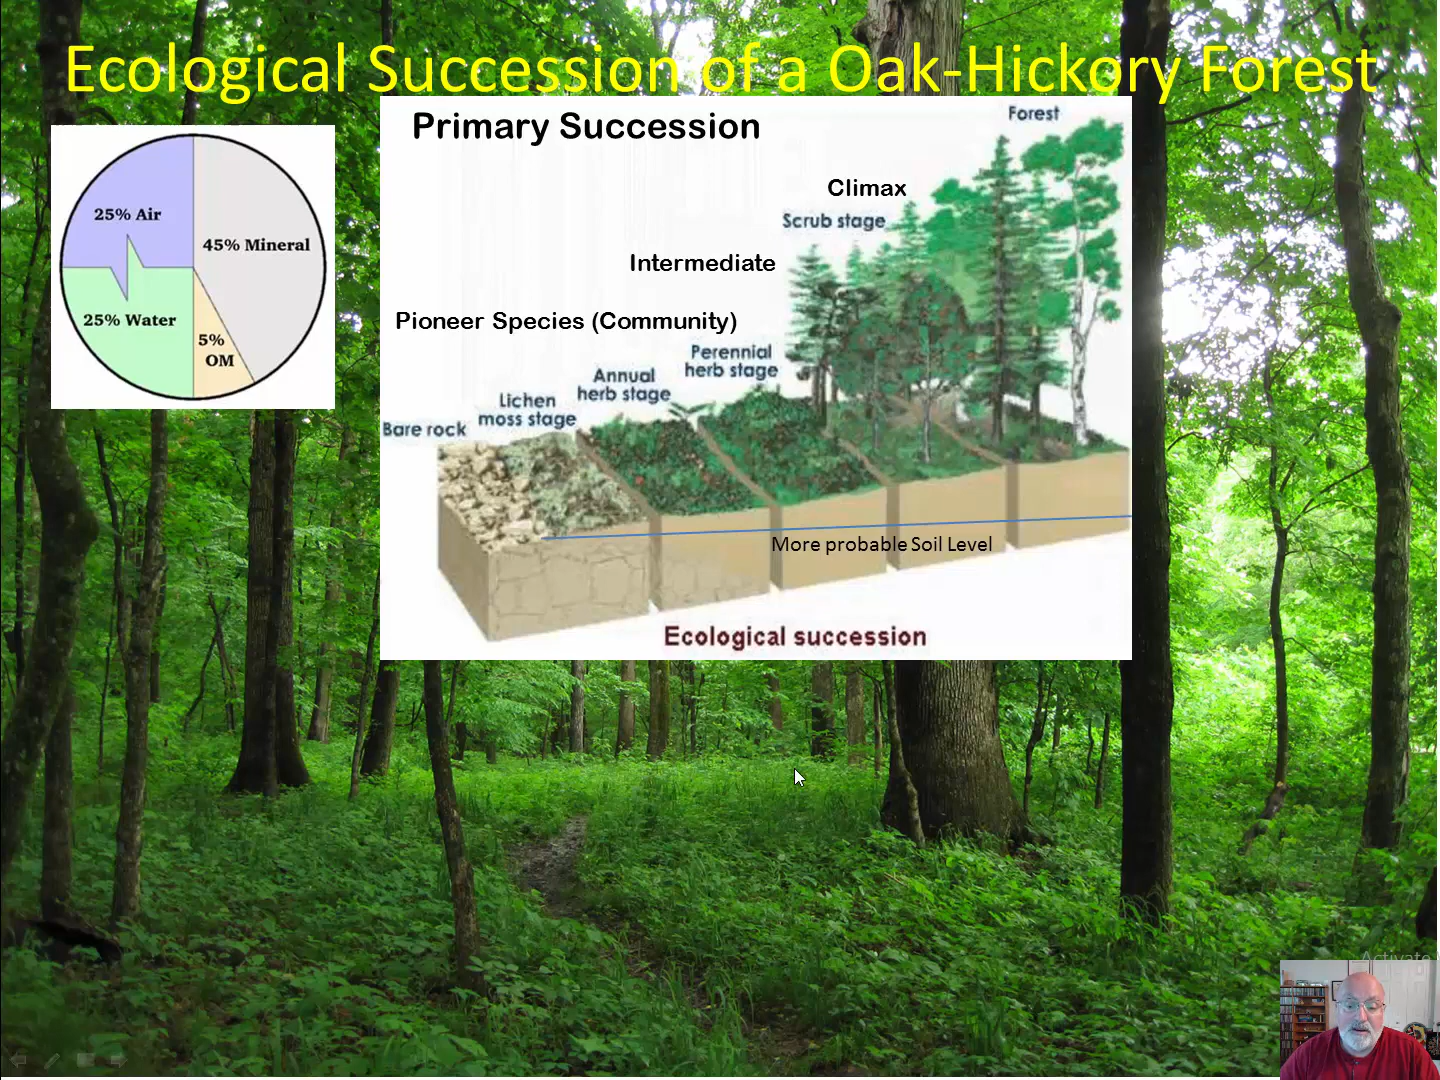 Ecological Succession of a Oak-Hickory Forest
25% Air
45% Mineral
25% Water
5%
OM
Primary Succession
Forest
Climax
Scrub stage
Intermediate
Pioneer Species (Community)
Perennial
herb stage
Annual
herb stage
Lichen
moss stage
Bare rock
More probable Soil Level
Ecological succession
Activate